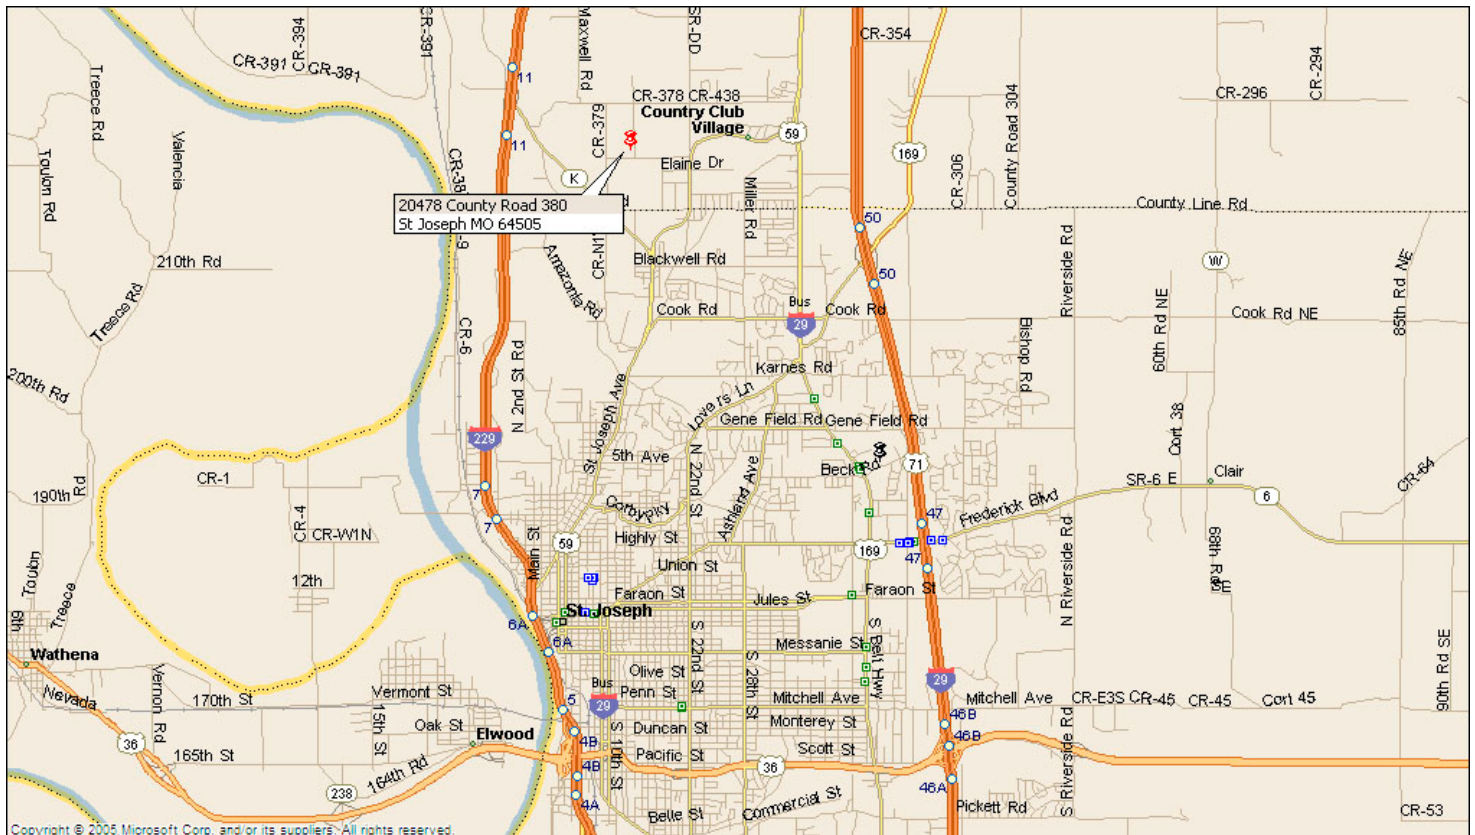 CR-394
CR-391
Maxwell Rd
SR-DD
CR-354
CR-294
CR-391
CR-391
11
Treece Rd
CR-378 CR-438
CR-296
Country Club
Village
59
County Road 304
11
Valencia
CR-379
169
Toulon Rd
Elaine Dr
CR-306
K
Miller Rd
20478 County Road 380
St Joseph MO 64505
County Line Rd
50
Riverside Rd
210th Rd
Amazonia Rd
CR-N1
Blackwell Rd
W
50
85th Rd NE
Treece Rd
Cook Rd
Bus
29
Cook Rd
60th Rd NE
Cook Rd NE
CR-6
Bishop Rd
N 2nd St Rd
Karnes Rd
200th Rd
St Joseph Ave
Lovers Ln
Gene Field Rd
Gene Field Rd
Cort 38
229
5th Ave
N 22nd St
Ashland Ave
Beck Rd
71
CR-1
SR-6 E
Clair
CR-64
190th Rd
7
Corbypky
Frederick Blvd
6
CR-4
CR-W1N
7
Main St
59
Highly St
169
47
47
N Riverside Rd
69th Rd SE
Toulon
12th
Union St
Treece
Faraon St
Jules St
Faraon St
6th
St. Joseph
6A
6A
Messanie St
S Belt Hwy
Wathena
S 22nd St
S 28th St
Olive St
90th Rd SE
Nevada
Vernon Rd
170th St
Vermont St
15th St
5
Bus
29
Penn St
Mitchell Ave
29
Mitchell Ave
CR-E3S
CR-45
CR-45
Cort 45
Oak St
Elwood
4B
S 10th St
Duncan St
Monterey St
46B
46B
36
165th St
Pacific St
Scott St
36
S Riverside Rd
164th Rd
4B
46A
238
4A
Commercial St
Pickett Rd
Belle St
CR-53
Copyright © 2005 Microsoft Corp. and/or its suppliers. All rights reserved.